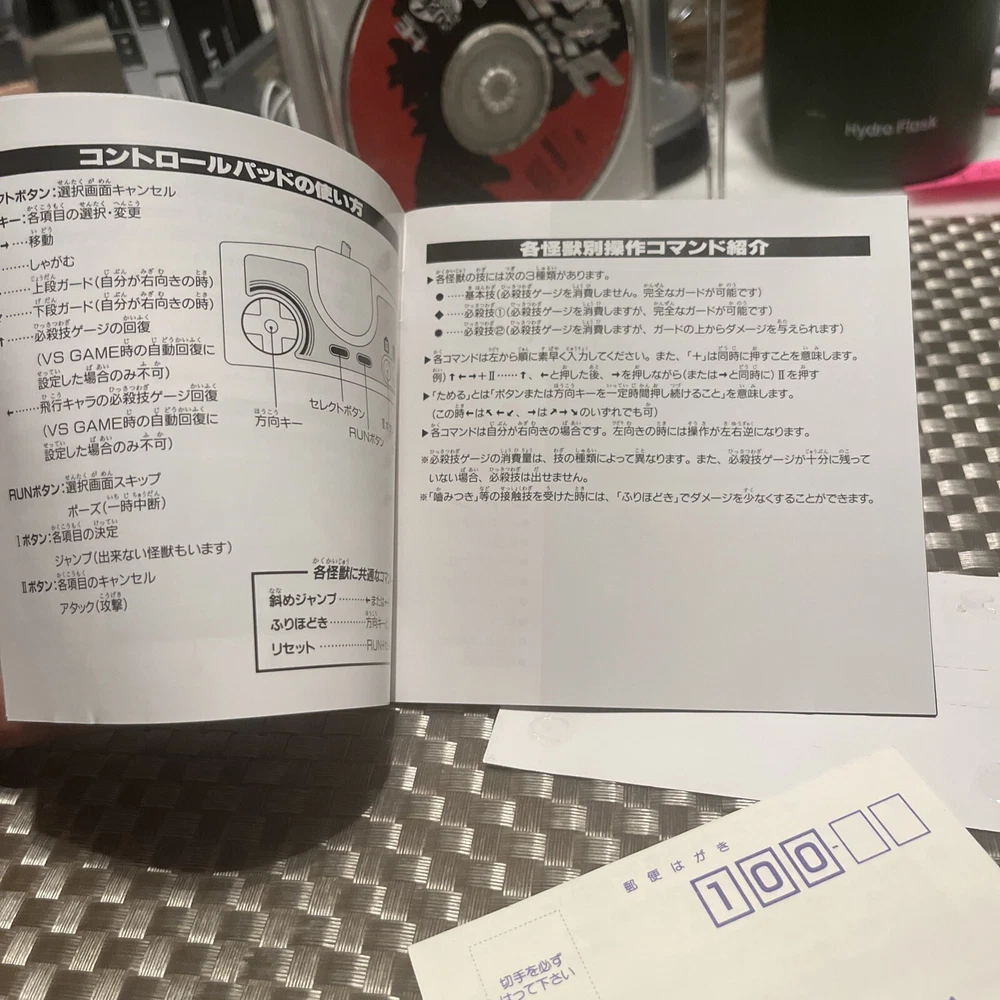 コントロールパッドの使い方
クトボタン:選択画面キャンセル
キー:各項目の選択・変更
→…移動
……しゃがむ
……上段ガード(自分が右向きの時)
……下段ガード(自分が右向きの時)
↑……必殺技ゲージの回復
(VS GAME時の自動回復に
設定した場合のみ不可)
←……飛行キャラの必殺技ゲージ回復
(VS GAME時の自動回復に
設定した場合のみ不可)
RUNボタン:選択画面スキップ
ポーズ(一時中断)
Iボタン:各項目の決定
ジャンプ(出来ない怪獣もいます)
IIボタン:各項目のキャンセル
アタック(攻撃)
方向キー
セレクトボタン
RUNボタン
各怪獣に共通なコマ
斜めジャンプ………←または
ふりほどき…………方向キー
リセット……………RUN+セ
各怪獣別操作コマンド紹介
▶各怪獣の技には次の3種類があります。
●……基本技(必殺技ゲージを消費しません。完全なガードが可能です)
◆……必殺技①(必殺技ゲージを消費しますが、完全なガードが可能です)
✹……必殺技②(必殺技ゲージを消費しますが、ガードの上からダメージを与えられます)
▶各コマンドは左から順に素早く入力してください。また、「+」は同時に押すことを意味します。
例)↑←→+II……↑、←と押した後、→を押しながら(または→と同時に)IIを押す
▶「ためる」とは「ボタンまたは方向キーを一定時間押し続けること」を意味します。
(この時←は↖←↙、→は↗→↘のいずれでも可)
▶各コマンドは自分が右向きの場合です。左向きの時には操作が左右逆になります。
※必殺技ゲージの消費量は、技の種類によって異なります。また、必殺技ゲージが十分に残って
いない場合、必殺技は出せません。
※「噛みつき」等の接触技を受けた時には、「ふりほどき」でダメージを少なくすることができます。
Hydro Flask
郵便はがき
100-
切手を必ず
はって下さい